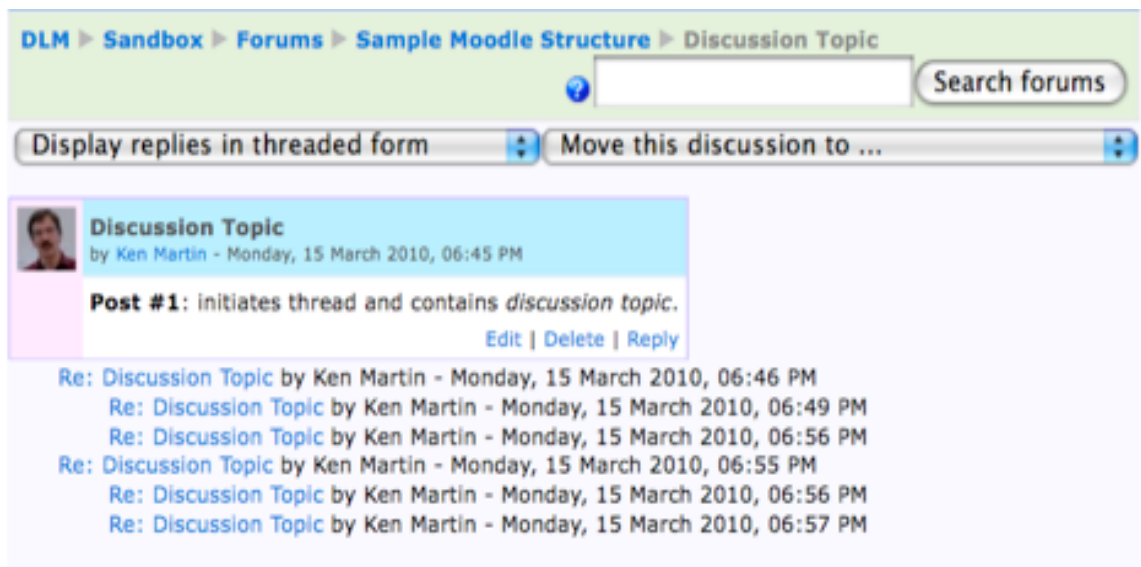 DLM ▶ Sandbox ▶ Forums ▶ Sample Moodle Structure ▶ Discussion Topic
? Search forums
Display replies in threaded form Move this discussion to ...
Discussion Topic
by Ken Martin - Monday, 15 March 2010, 06:45 PM
Post #1: initiates thread and contains discussion topic.
Edit | Delete | Reply
Re: Discussion Topic by Ken Martin - Monday, 15 March 2010, 06:46 PM
Re: Discussion Topic by Ken Martin - Monday, 15 March 2010, 06:49 PM
Re: Discussion Topic by Ken Martin - Monday, 15 March 2010, 06:56 PM
Re: Discussion Topic by Ken Martin - Monday, 15 March 2010, 06:55 PM
Re: Discussion Topic by Ken Martin - Monday, 15 March 2010, 06:56 PM
Re: Discussion Topic by Ken Martin - Monday, 15 March 2010, 06:57 PM